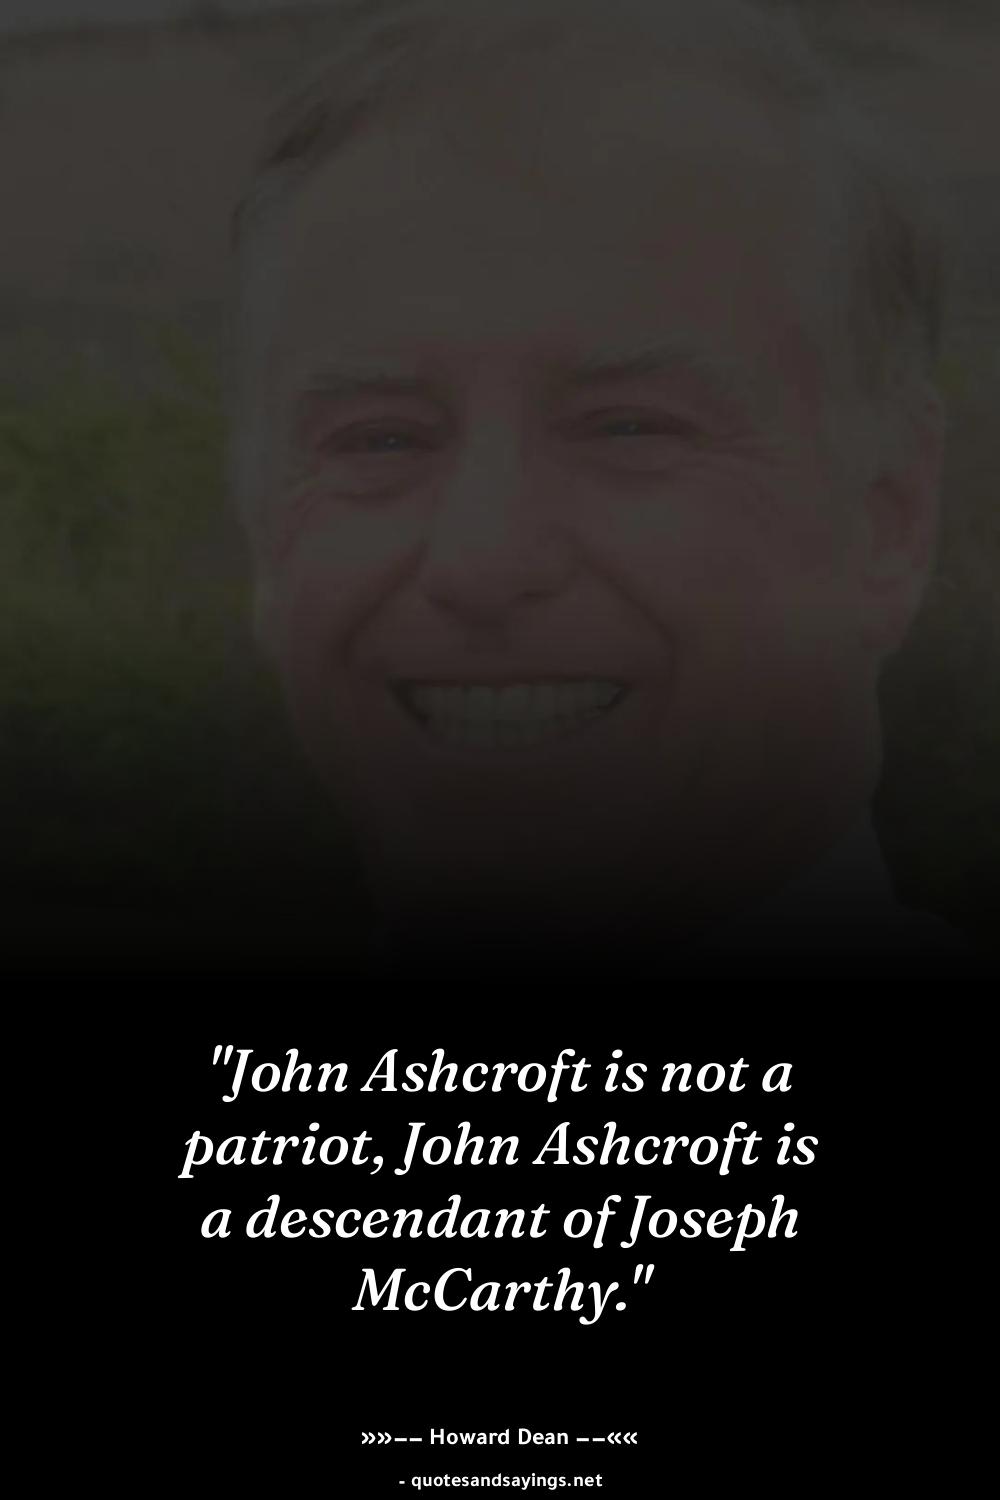 "John Ashcroft is not a
patriot, John Ashcroft is
a descendant of Joseph
McCarthy."
»»−− Howard Dean −−««
- quotesandsayings.net